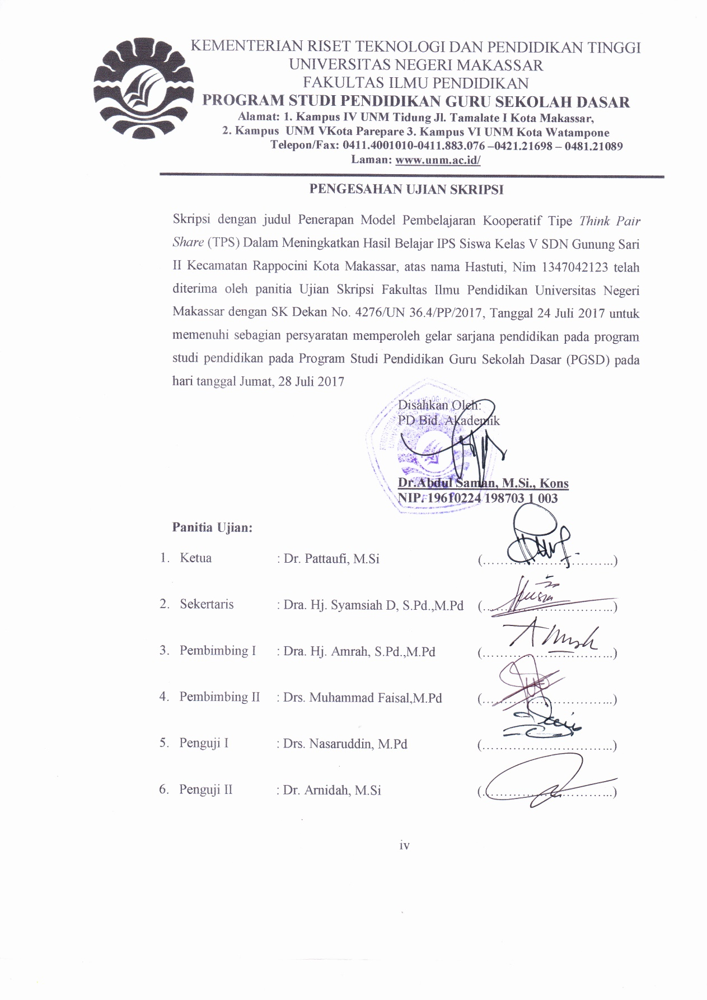 KEMENTERIAN RISET TEKNOLOGI DAN PENDIDIKAN TINGGI
UNIVERSITAS NEGERI MAKASSAR
FAKULTAS ILMU PENDIDIKAN
PROGRAM STUDI PENDIDIKAN GURU SEKOLAH DASAR
Alamat: 1. Kampus IV UNM Tidung Jl. Tamalate I Kota Makassar,
2. Kampus UNM VKota Parepare 3. Kampus VI UNM Kota Watampone
Telepon/Fax: 0411.4001010-0411.883.076 –0421.21698 – 0481.21089
Laman: www.unm.ac.id/
PENGESAHAN UJIAN SKRIPSI
Skripsi dengan judul Penerapan Model Pembelajaran Kooperatif Tipe Think Pair
Share (TPS) Dalam Meningkatkan Hasil Belajar IPS Siswa Kelas V SDN Gunung Sari
II Kecamatan Rappocini Kota Makassar, atas nama Hastuti, Nim 1347042123 telah
diterima oleh panitia Ujian Skripsi Fakultas Ilmu Pendidikan Universitas Negeri
Makassar dengan SK Dekan No. 4276/UN 36.4/PP/2017, Tanggal 24 Juli 2017 untuk
memenuhi sebagian persyaratan memperoleh gelar sarjana pendidikan pada program
studi pendidikan pada Program Studi Pendidikan Guru Sekolah Dasar (PGSD) pada
hari tanggal Jumat, 28 Juli 2017
Disahkan Oleh:
PD Bid. Akademik
Dr.Abdul Saman, M.Si., Kons
NIP. 19610224 198703 1 003
Panitia Ujian:
1. Ketua : Dr. Pattaufi, M.Si (..............................)
2. Sekertaris : Dra. Hj. Syamsiah D, S.Pd.,M.Pd (..............................)
3. Pembimbing I : Dra. Hj. Amrah, S.Pd.,M.Pd (..............................)
4. Pembimbing II : Drs. Muhammad Faisal,M.Pd (..............................)
5. Penguji I : Drs. Nasaruddin, M.Pd (..............................)
6. Penguji II : Dr. Arnidah, M.Si (..............................)
iv